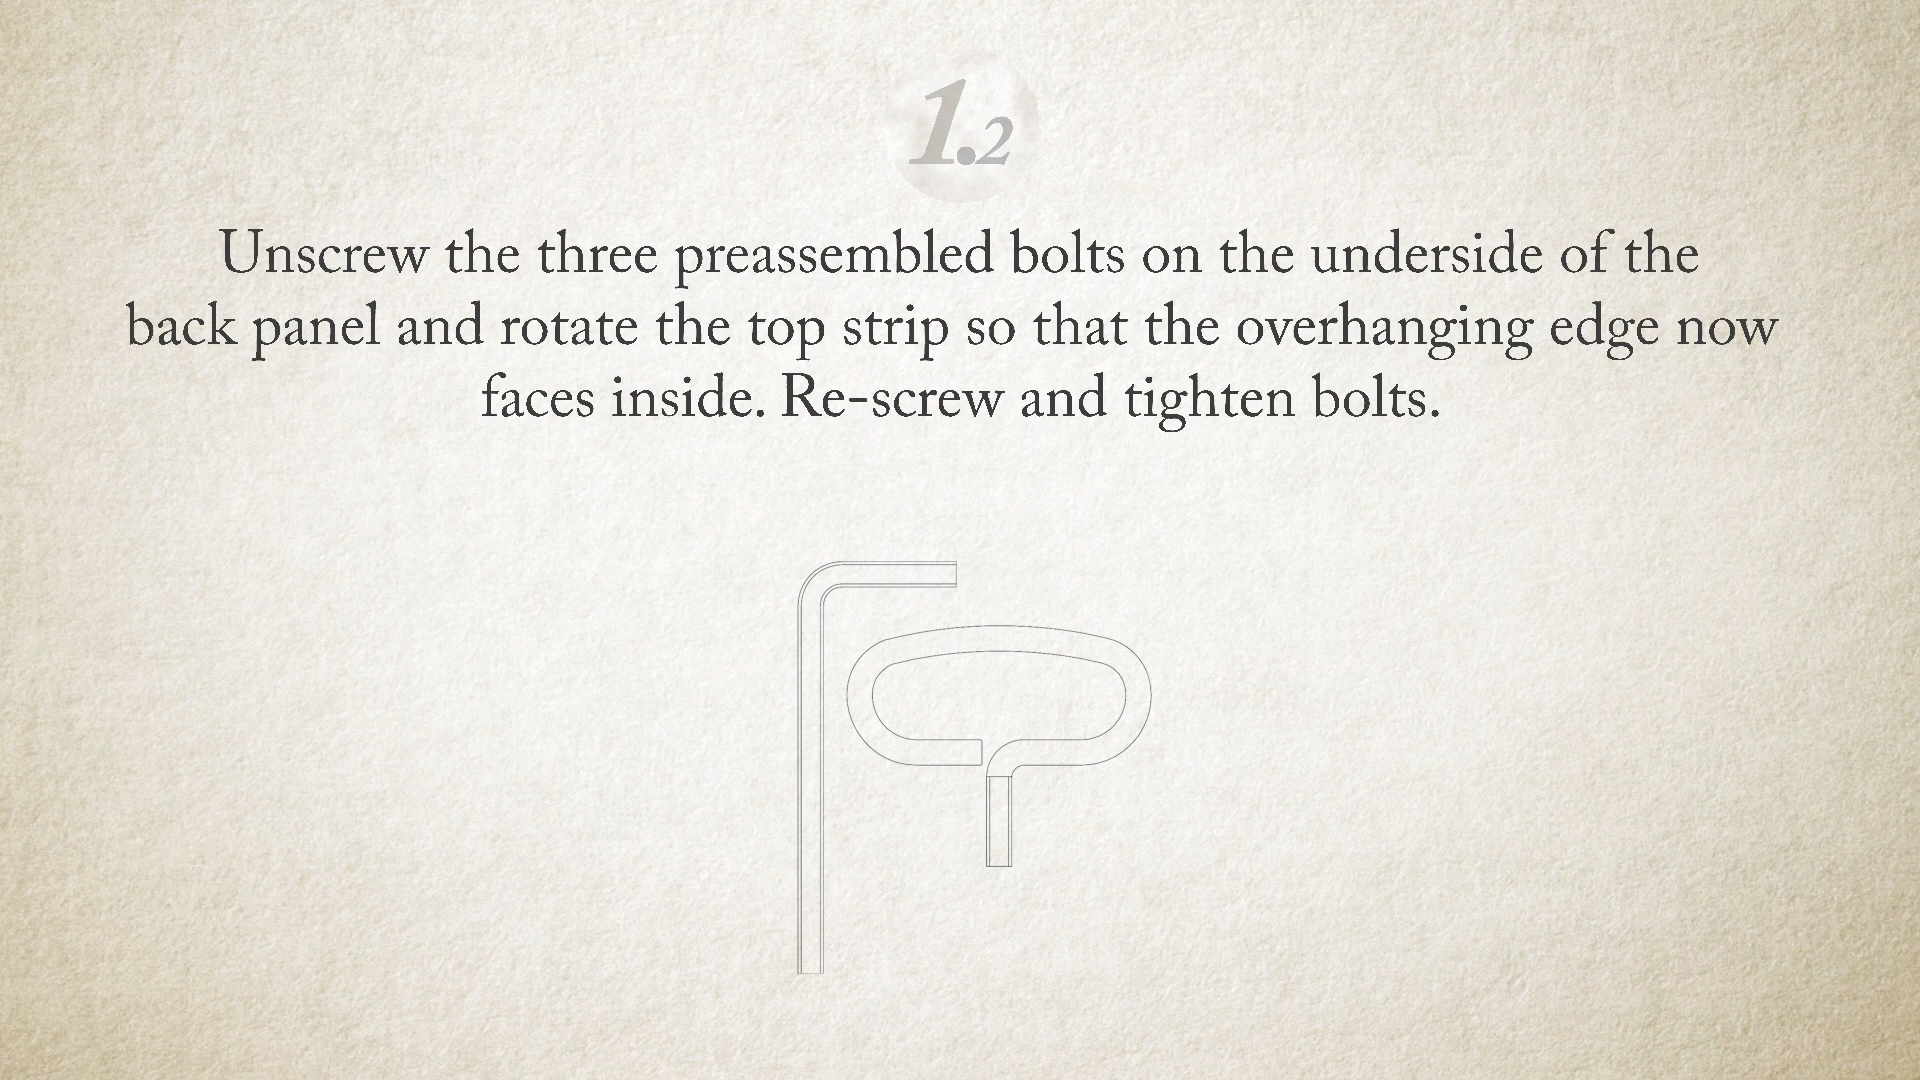 1.2
Unscrew the three preassembled bolts on the underside of the
back panel and rotate the top strip so that the overhanging edge now
faces inside. Re-screw and tighten bolts.